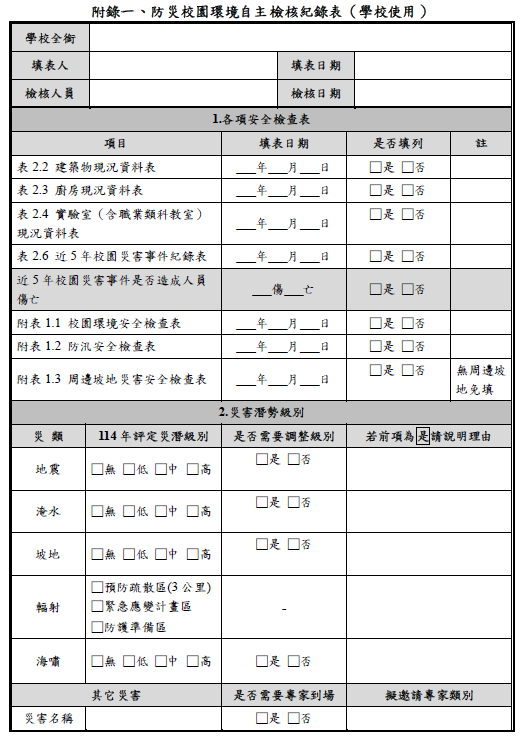 附錄一、防災校園環境自主檢核紀錄表（學校使用）
學校全銜
填表人 填表日期
檢核人員 檢核日期
1.各項安全檢查表
項目 填表日期 是否填列 註
表 2.2 建築物現況資料表 ___年___月___日 □是 □否
表 2.3 廚房現況資料表 ___年___月___日 □是 □否
表 2.4 實驗室（含職業類科教室）
現況資料表 ___年___月___日 □是 □否
表 2.6 近 5 年校園災害事件紀錄表 ___年___月___日 □是 □否
近 5 年校園災害事件是否造成人員
傷亡 ___傷___亡 □是 □否
附表 1.1 校園環境安全檢查表 ___年___月___日 □是 □否
附表 1.2 防汛安全檢查表 ___年___月___日 □是 □否
附表 1.3 周邊坡地災害安全檢查表 ___年___月___日 □是 □否 無周邊坡
地免填
2.災害潛勢級別
災 類 114 年評定災潛級別 是否需要調整級別 若前項為是請說明理由
地震 □無 □低 □中 □高 □是 □否
淹水 □無 □低 □中 □高 □是 □否
坡地 □無 □低 □中 □高 □是 □否
輻射 □預防疏散區(3 公里)
□緊急應變計畫區 -
□防護準備區
海嘯 □無 □低 □中 □高 □是 □否
其它災害 是否需要專家到場 擬邀請專家類別
災害名稱 □是 □否